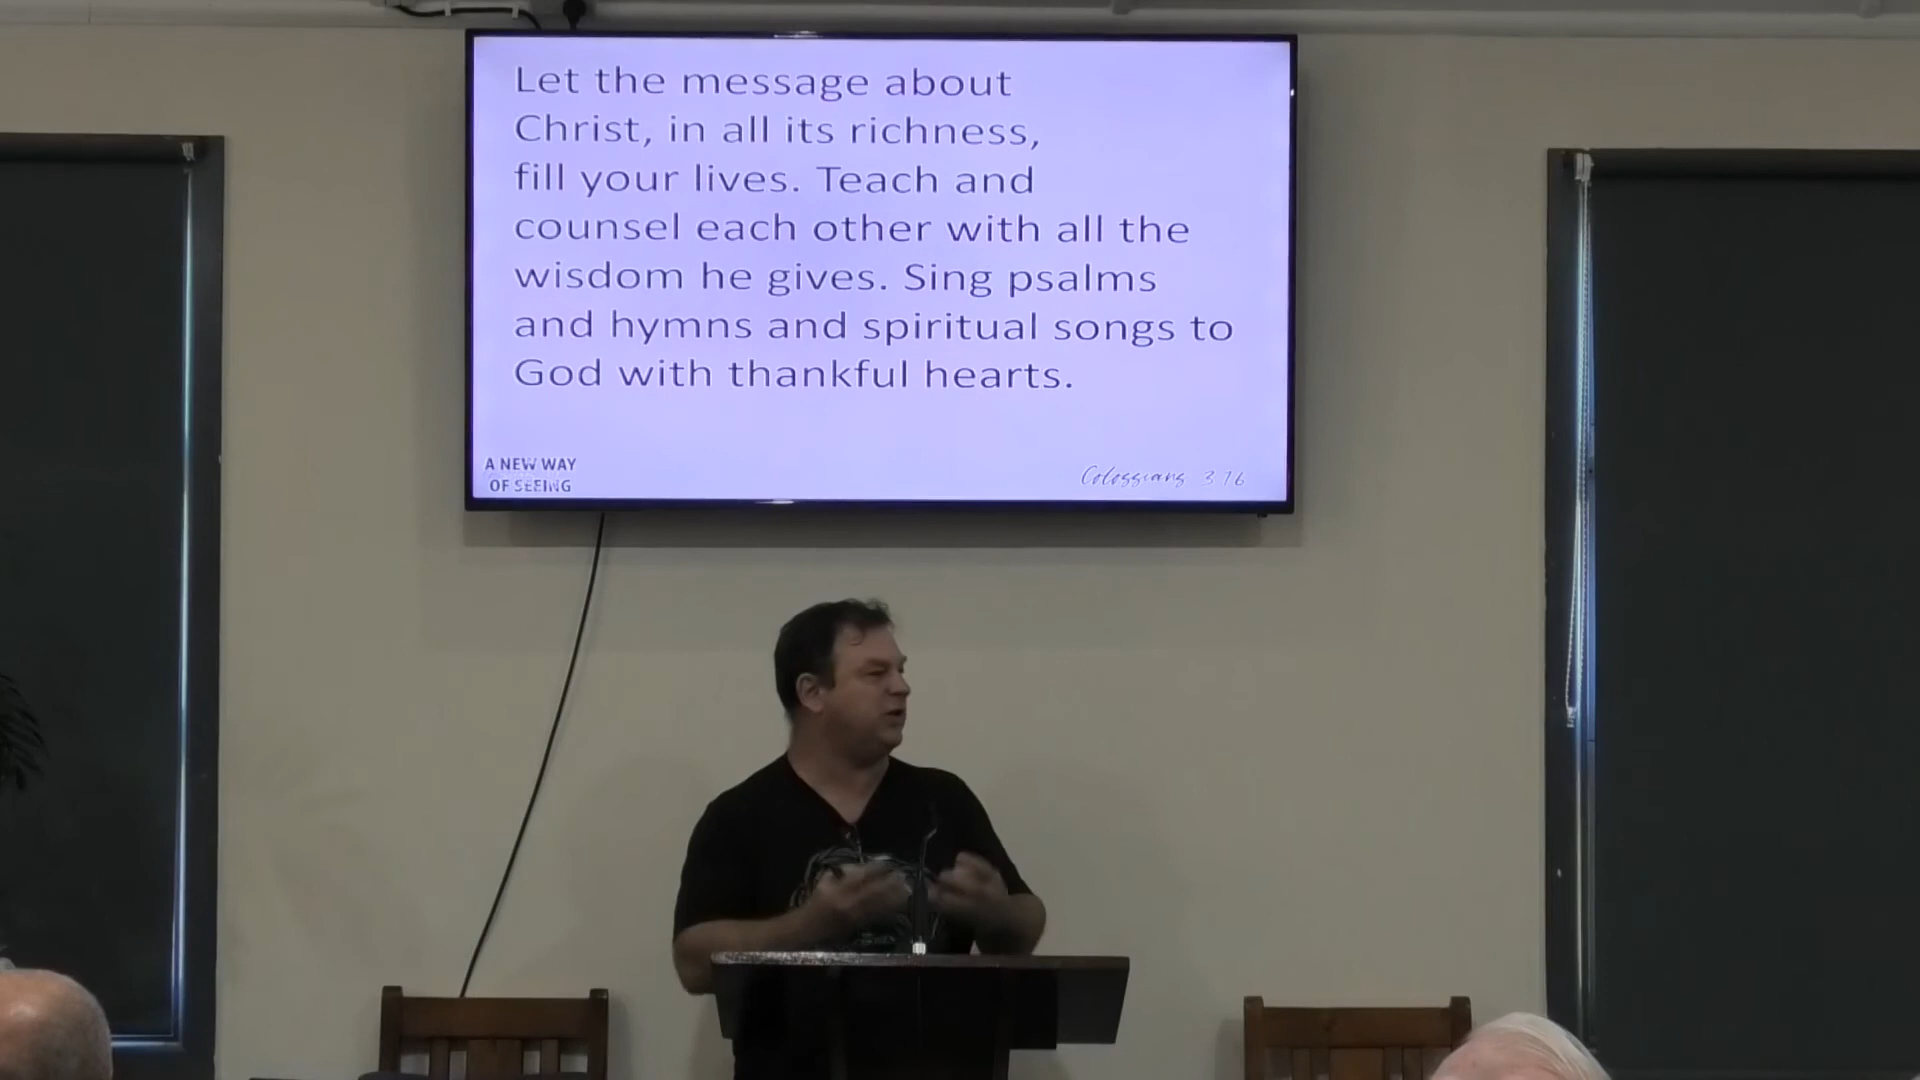 Let the message about
Christ, in all its richness,
fill your lives. Teach and
counsel each other with all the
wisdom he gives. Sing psalms
and hymns and spiritual songs to
God with thankful hearts.
A NEW WAY
OF SEEING
Colossians 3 16